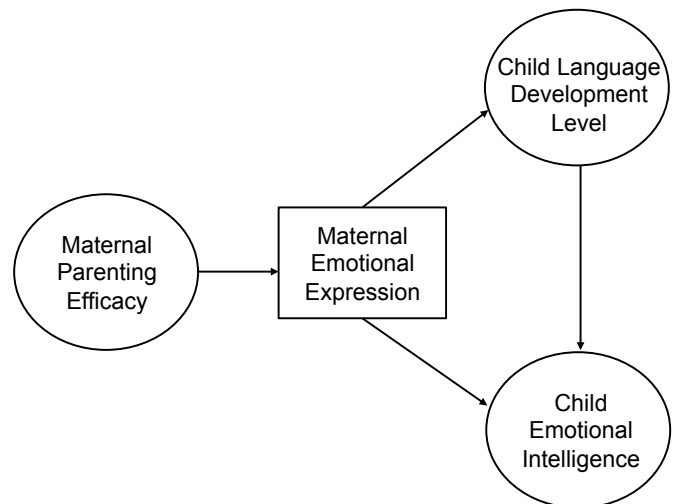 Child Language
Development
Level
Maternal
Parenting
Efficacy
Maternal
Emotional
Expression
Child
Emotional
Intelligence